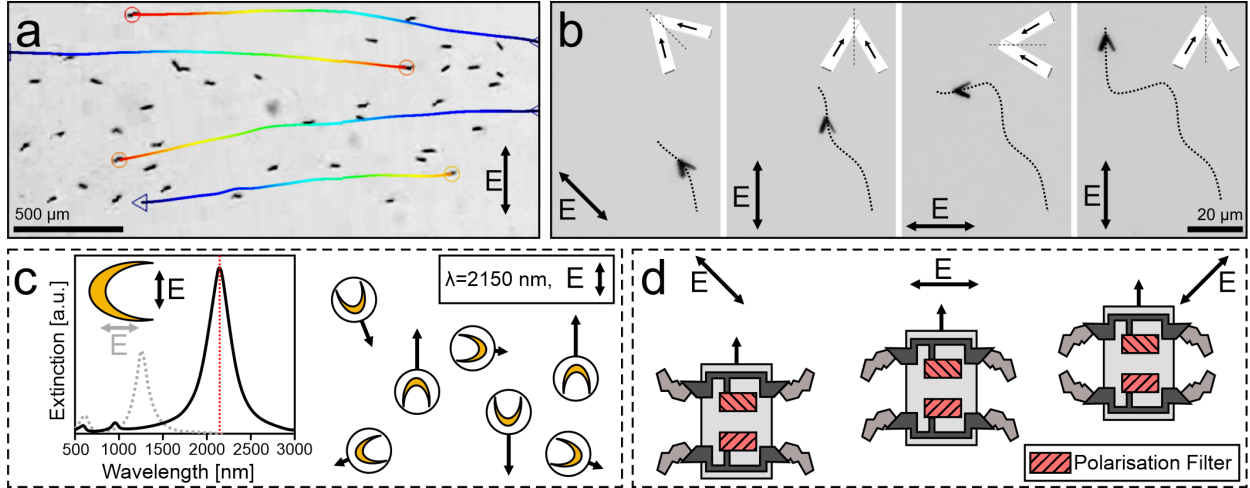 a
E
500 µm
b
E
E
E
E
20 µm
c
E
E
Extinction [a.u.]
500 1000 1500 2000 2500 3000
Wavelength [nm]
λ=2150 nm, E
d
E
E
E
Polarisation Filter